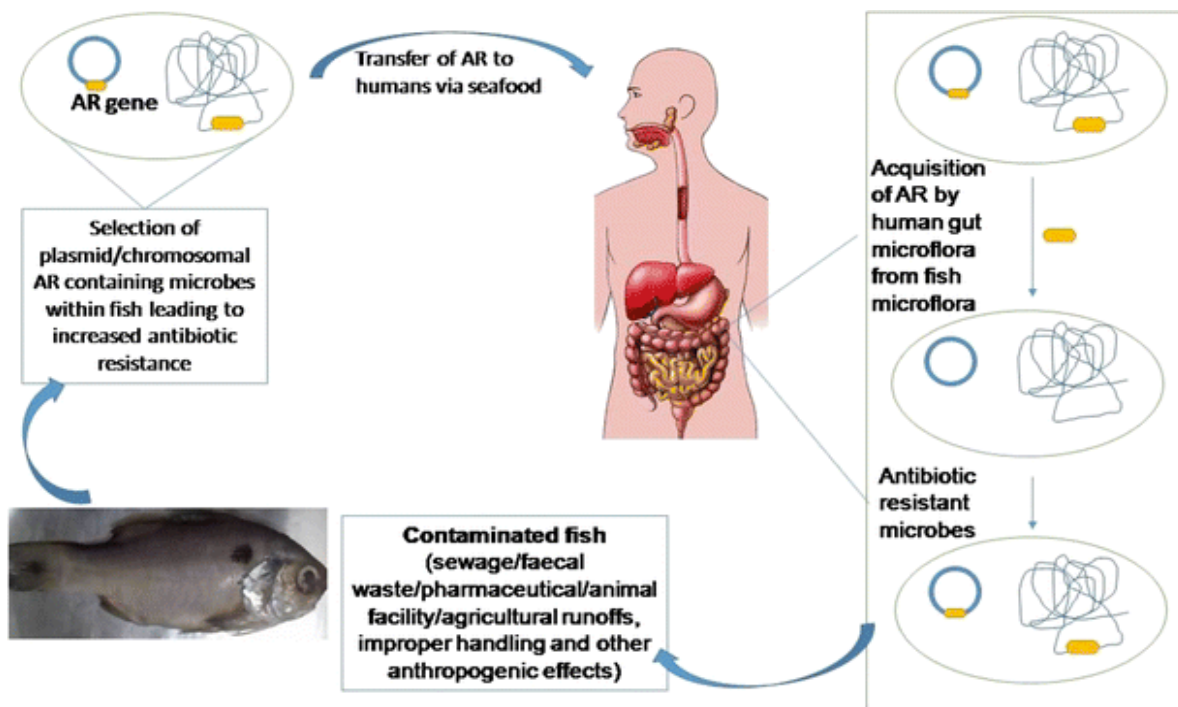 AR gene
Transfer of AR to
humans via seafood
Selection of
plasmid/chromosomal
AR containing microbes
within fish leading to
increased antibiotic
resistance
Acquisition
of AR by
human gut
microflora
from fish
microflora
Antibiotic
resistant
microbes
Contaminated fish
(sewage/faecal
waste/pharmaceutical/animal
facility/agricultural runoffs,
improper handling and other
anthropogenic effects)